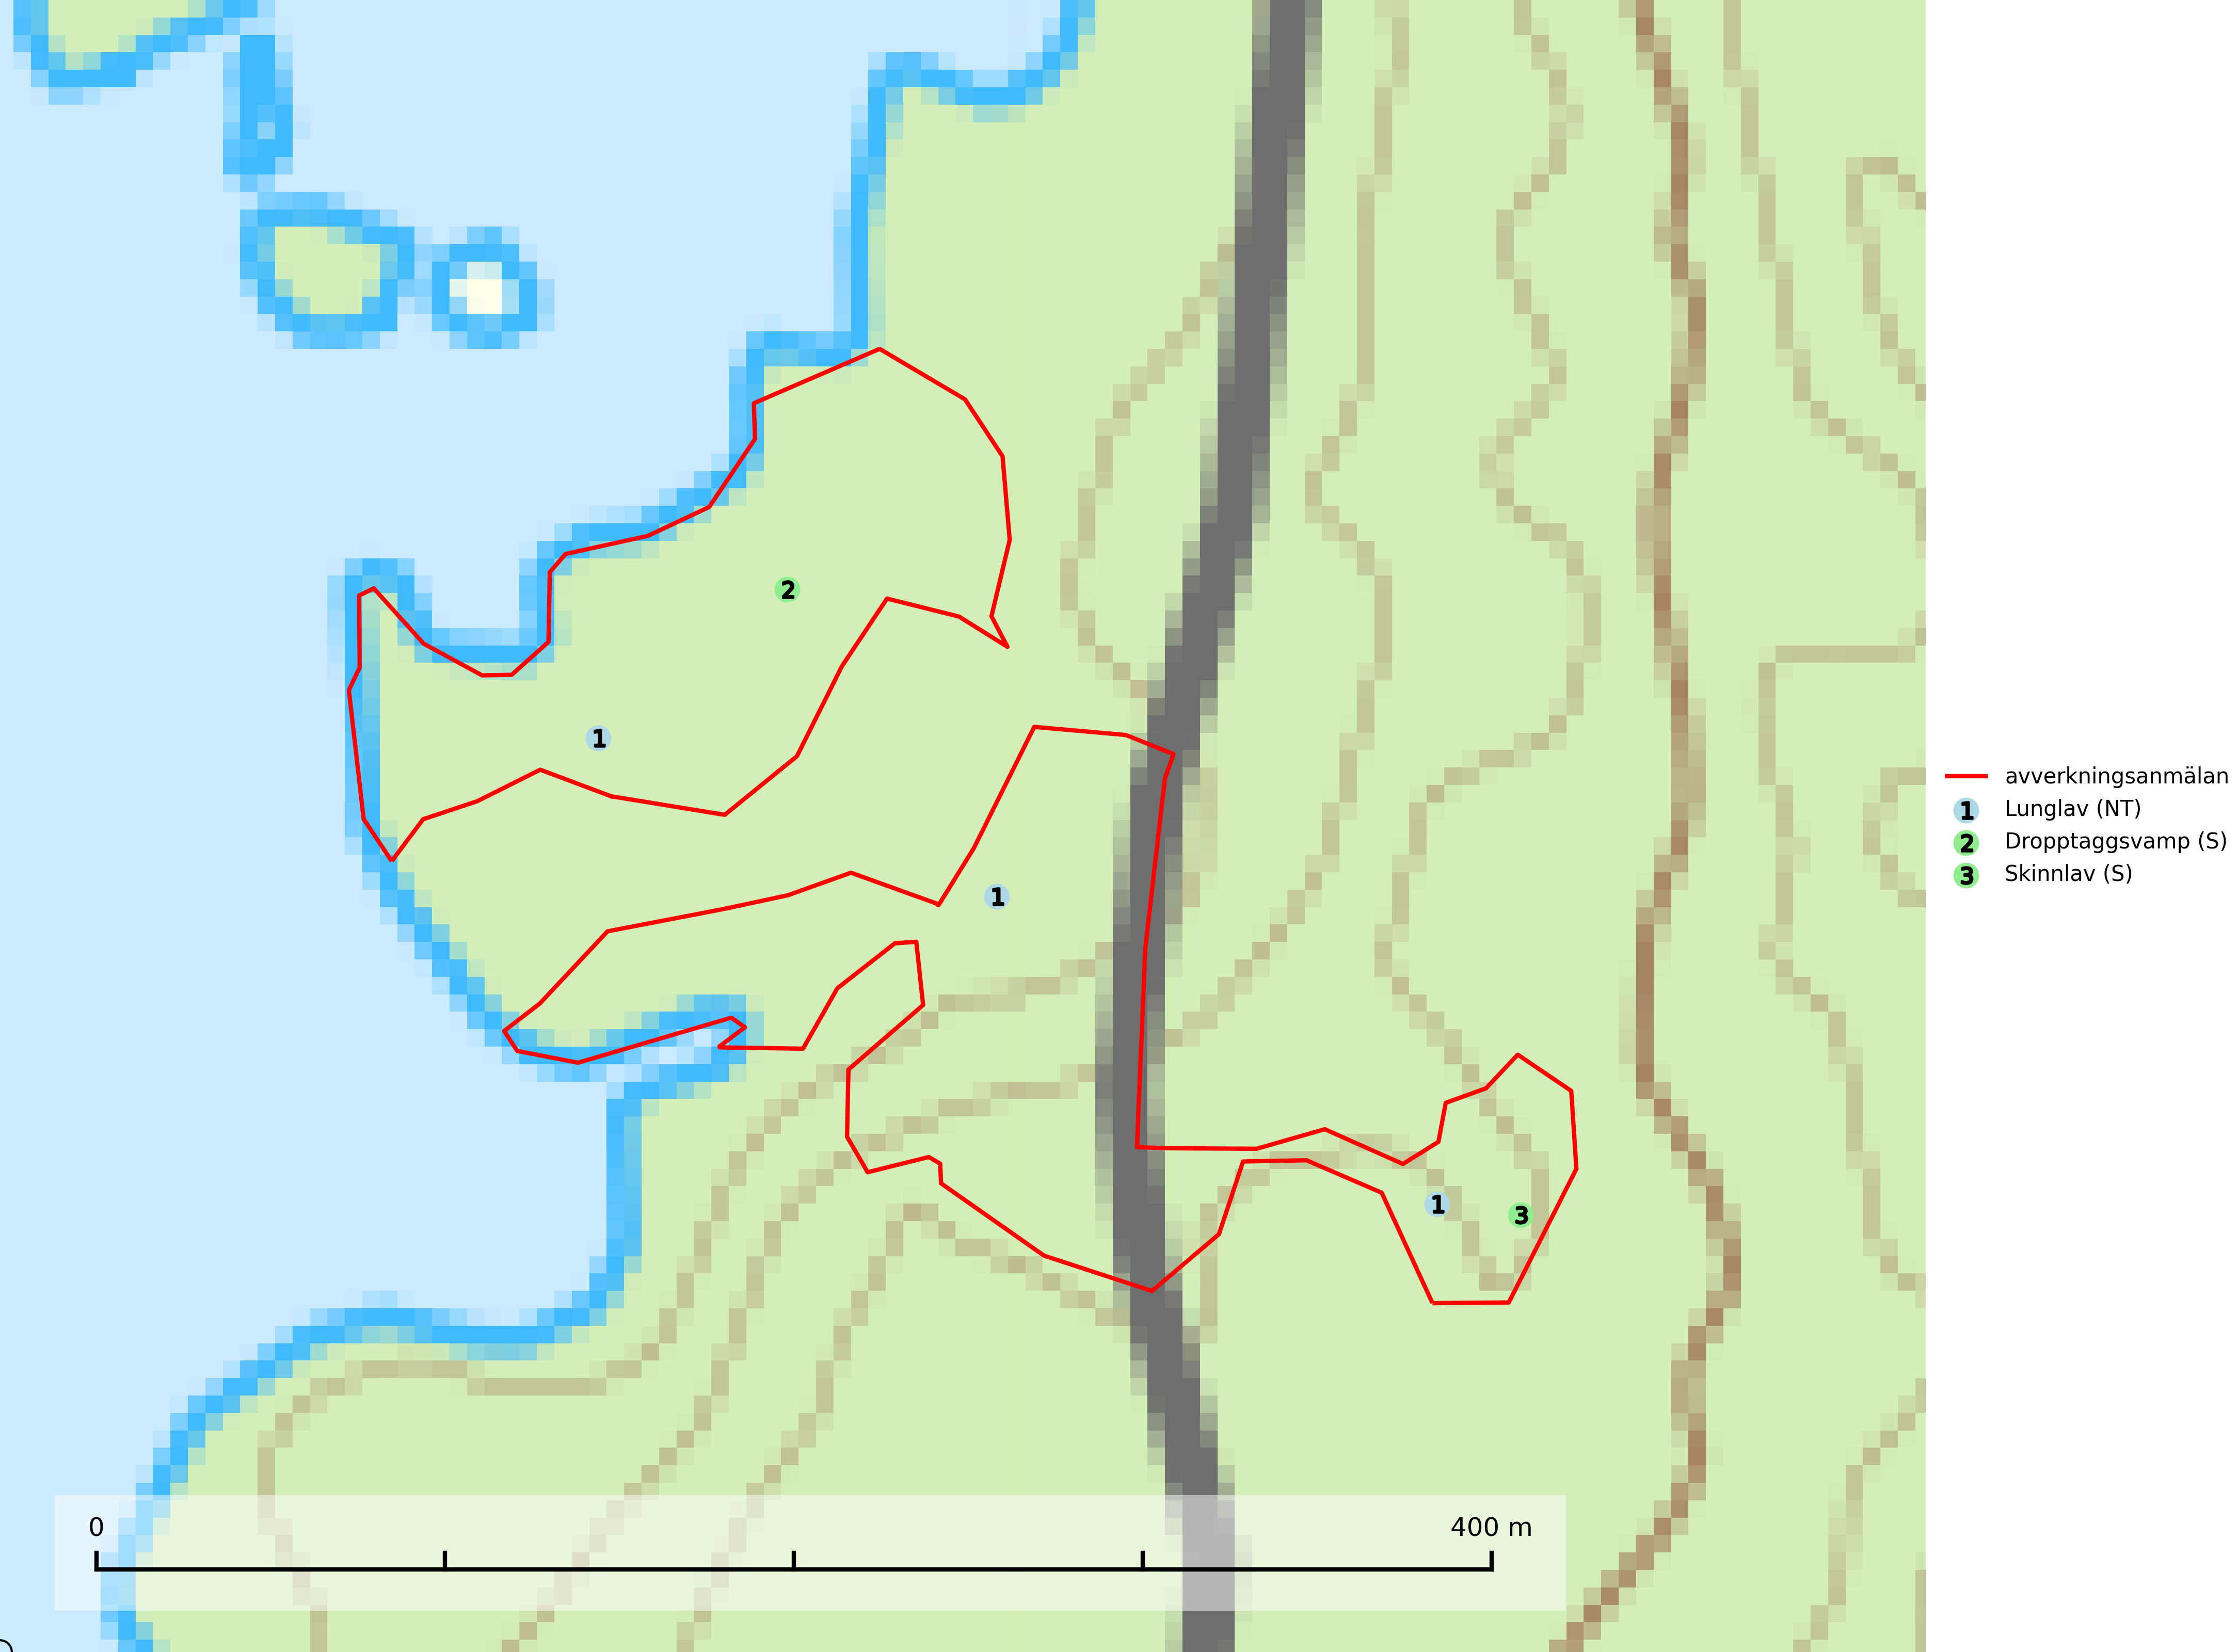 2
1
1
1
3
avverkningsanmälan
1 Lunglav (NT)
2 Dropptaggsvamp (S)
3 Skinnlav (S)
0 400 m